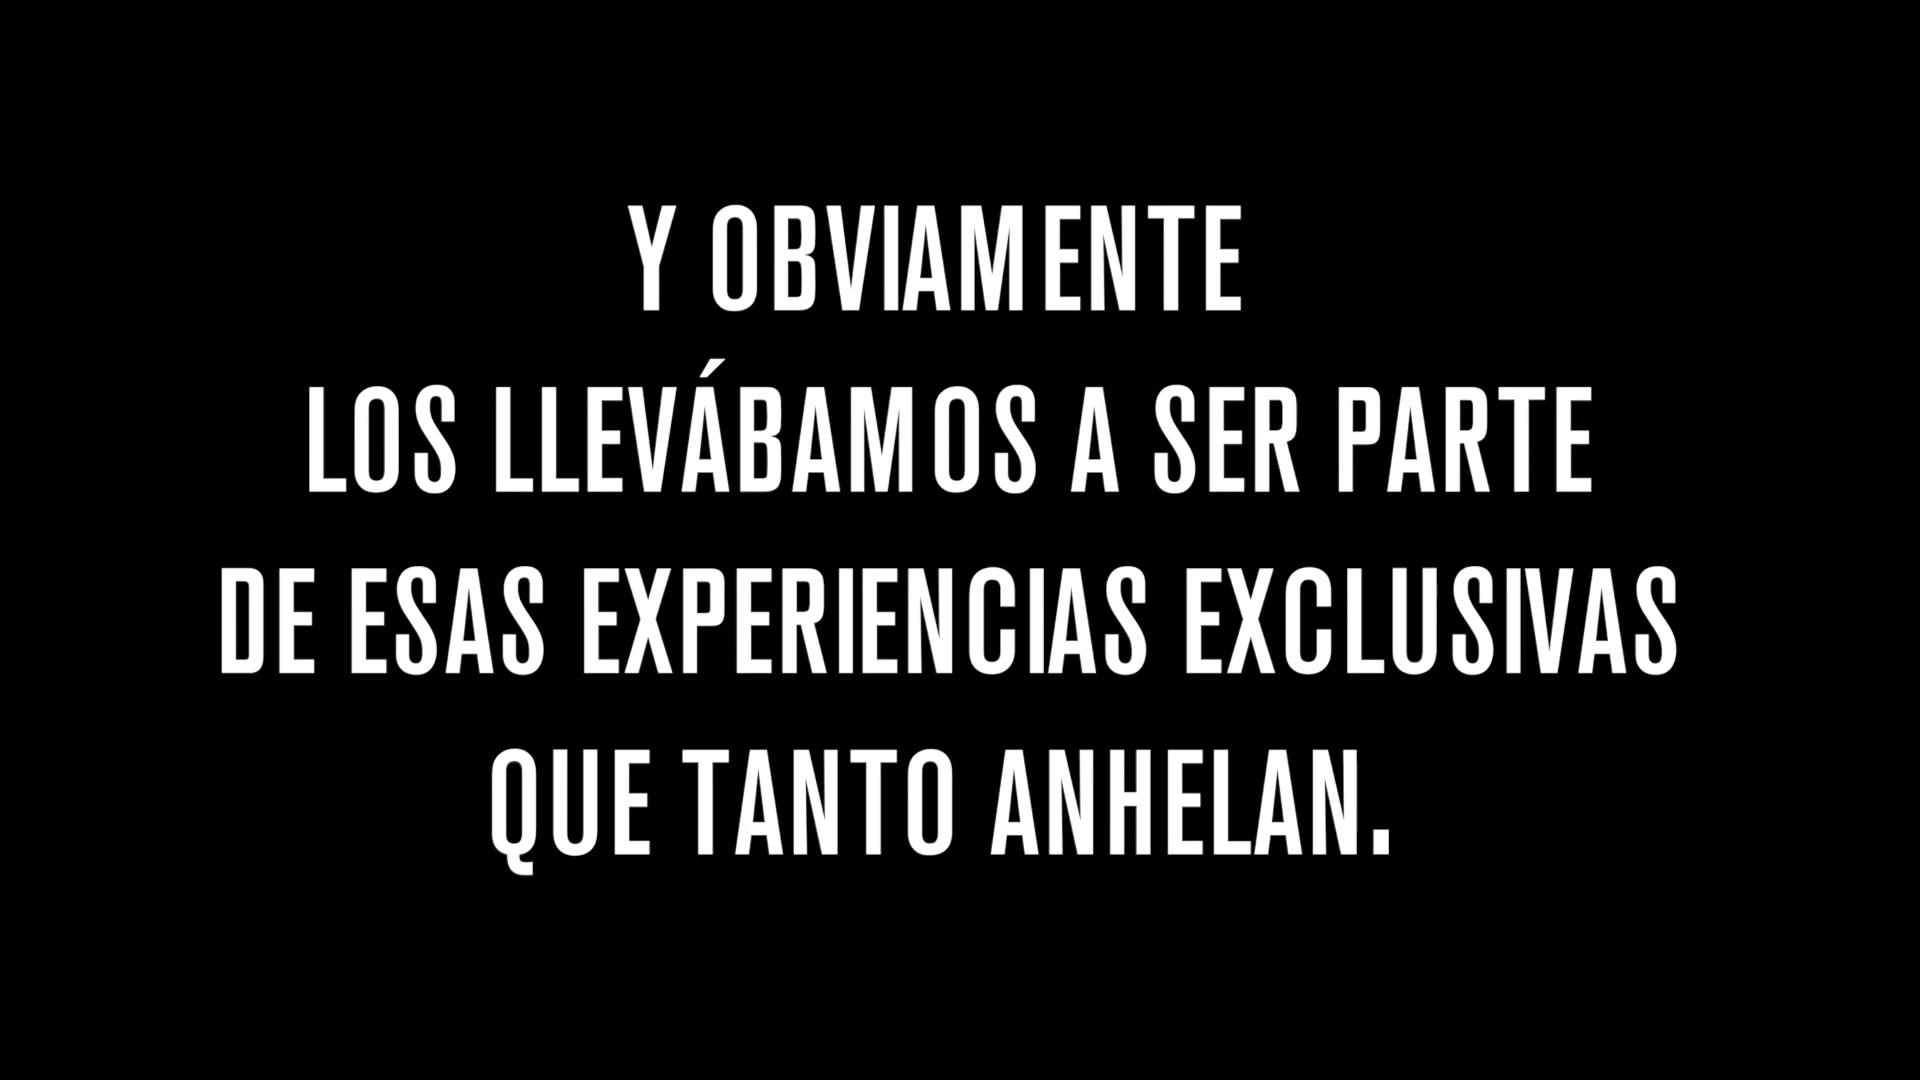 Y OBVIAMENTE
LOS LLEVÁBAMOS A SER PARTE
DE ESAS EXPERIENCIAS EXCLUSIVAS
QUE TANTO ANHELAN.